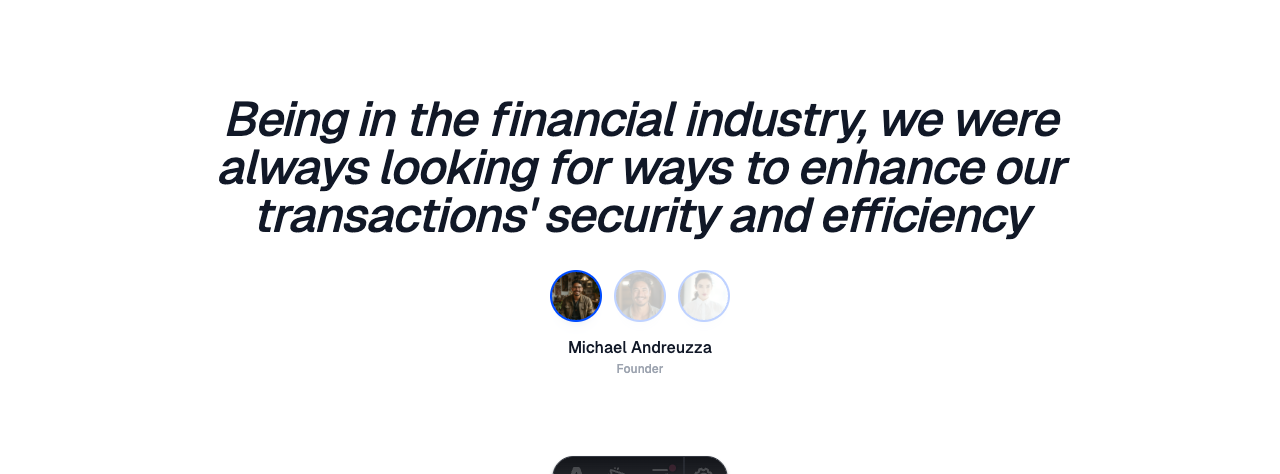 Being in the financial industry, we were
always looking for ways to enhance our
transactions' security and efficiency
Michael Andreuzza
Founder